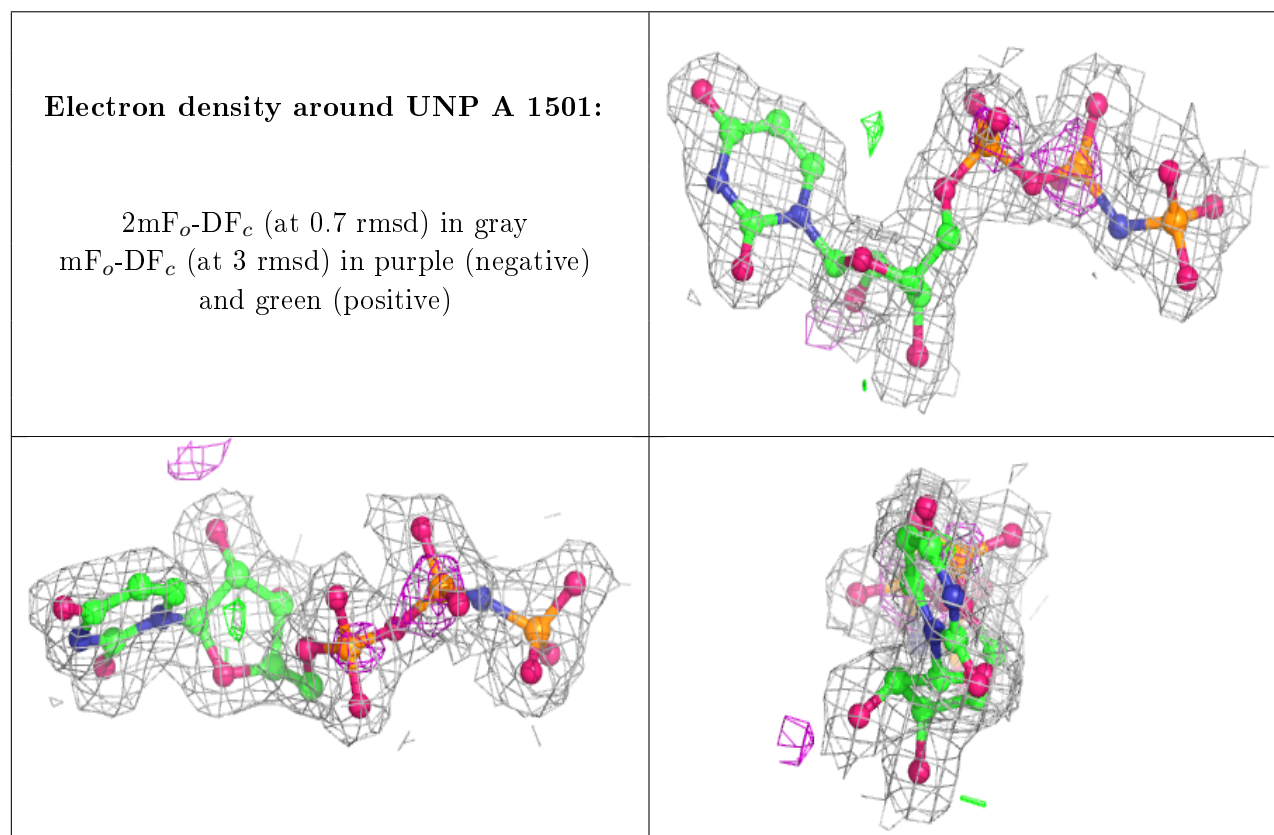 Electron density around UNP A 1501:
2mFo-DFc (at 0.7 rmsd) in gray
mFo-DFc (at 3 rmsd) in purple (negative)
and green (positive)